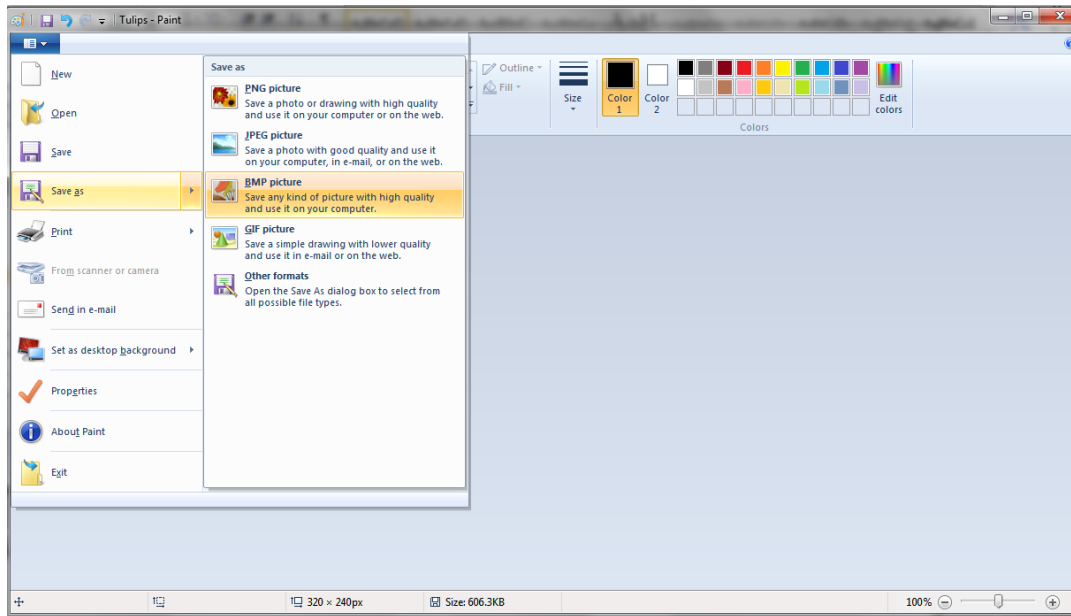 Tulips - Paint
New
Open
Save
Save as
Print
From scanner or camera
Send in e-mail
Set as desktop background
Properties
About Paint
Exit
Save as
PNG picture
Save a photo or drawing with high quality
and use it on your computer or on the web.
JPEG picture
Save a photo with good quality and use it
on your computer, in e-mail, or on the web.
BMP picture
Save any kind of picture with high quality
and use it on your computer.
GIF picture
Save a simple drawing with lower quality
and use it in e-mail or on the web.
Other formats
Open the Save As dialog box to select from
all possible file types.
Outline
Fill
Size
Color
1
Color
2
Edit
colors
Colors
320 × 240px
Size: 606.3KB
100%